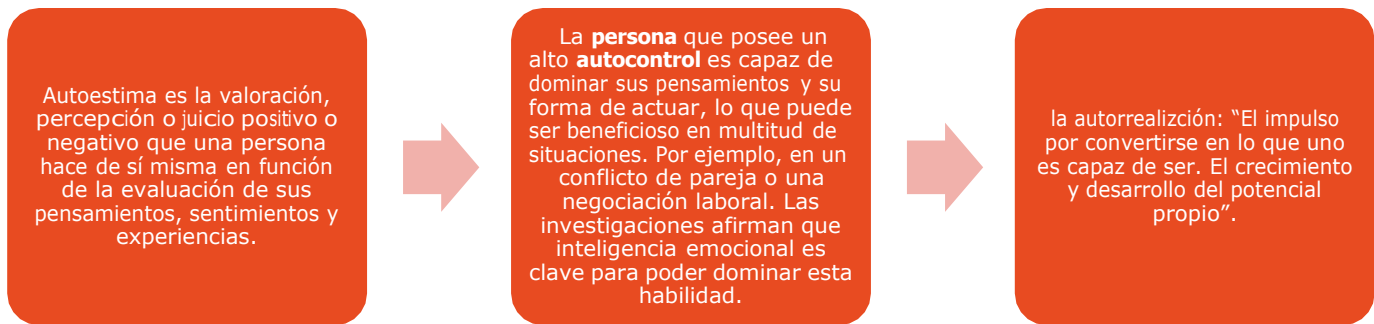 Autoestima es la valoración,
percepción o juicio positivo o
negativo que una persona
hace de sí misma en función
de la evaluación de sus
pensamientos, sentimientos y
experiencias.
La persona que posee un
alto autocontrol es capaz de
dominar sus pensamientos y su
forma de actuar, lo que puede
ser beneficioso en multitud de
situaciones. Por ejemplo, en un
conflicto de pareja o una
negociación laboral. Las
investigaciones afirman que
inteligencia emocional es
clave para poder dominar esta
habilidad.
la autorrealizción: “El impulso
por convertirse en lo que uno
es capaz de ser. El crecimiento
y desarrollo del potencial
propio”.